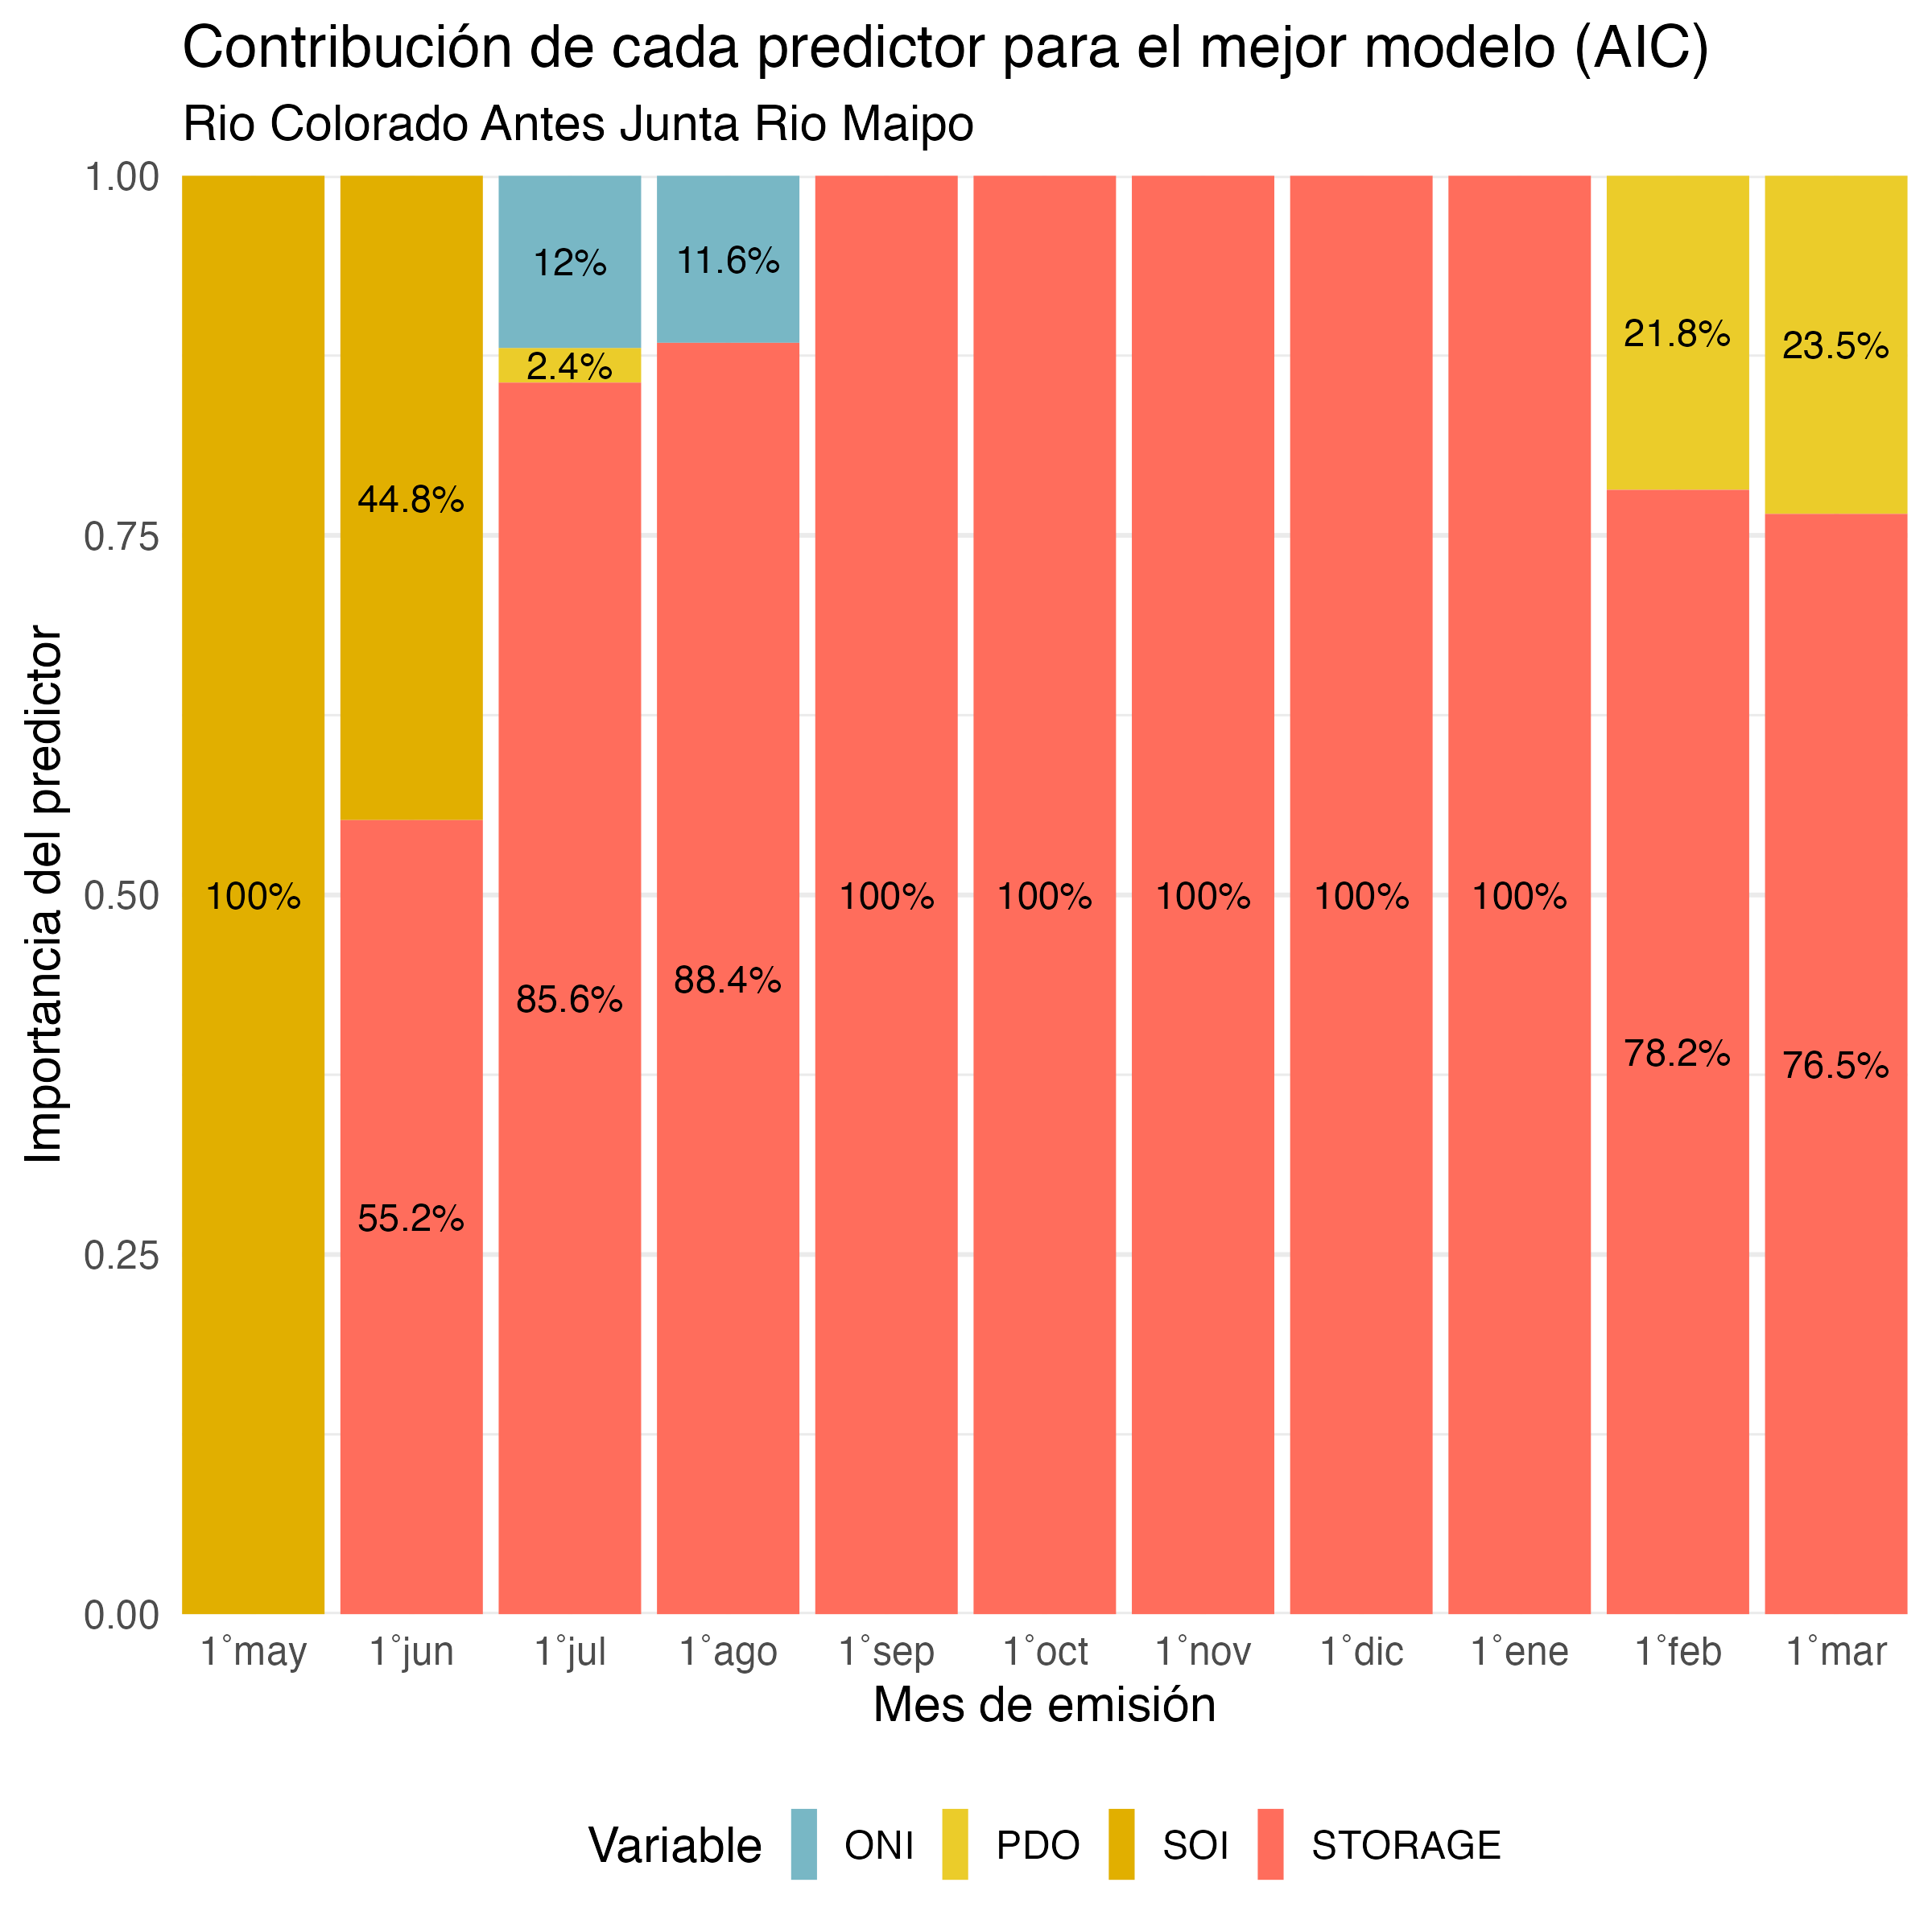 Contribución de cada predictor para el mejor modelo (AIC)
Rio Colorado Antes Junta Rio Maipo
Importancia del predictor
1.00
0.75
0.50
0.25
0.00
12%
11.6%
2.4%
21.8%
23.5%
44.8%
100%
100%
100%
100%
100%
100%
85.6%
88.4%
78.2%
76.5%
55.2%
1°may
1°jun
1°jul
1°ago
1°sep
1°oct
1°nov
1°dic
1°ene
1°feb
1°mar
Mes de emisión
Variable
ONI
PDO
SOI
STORAGE